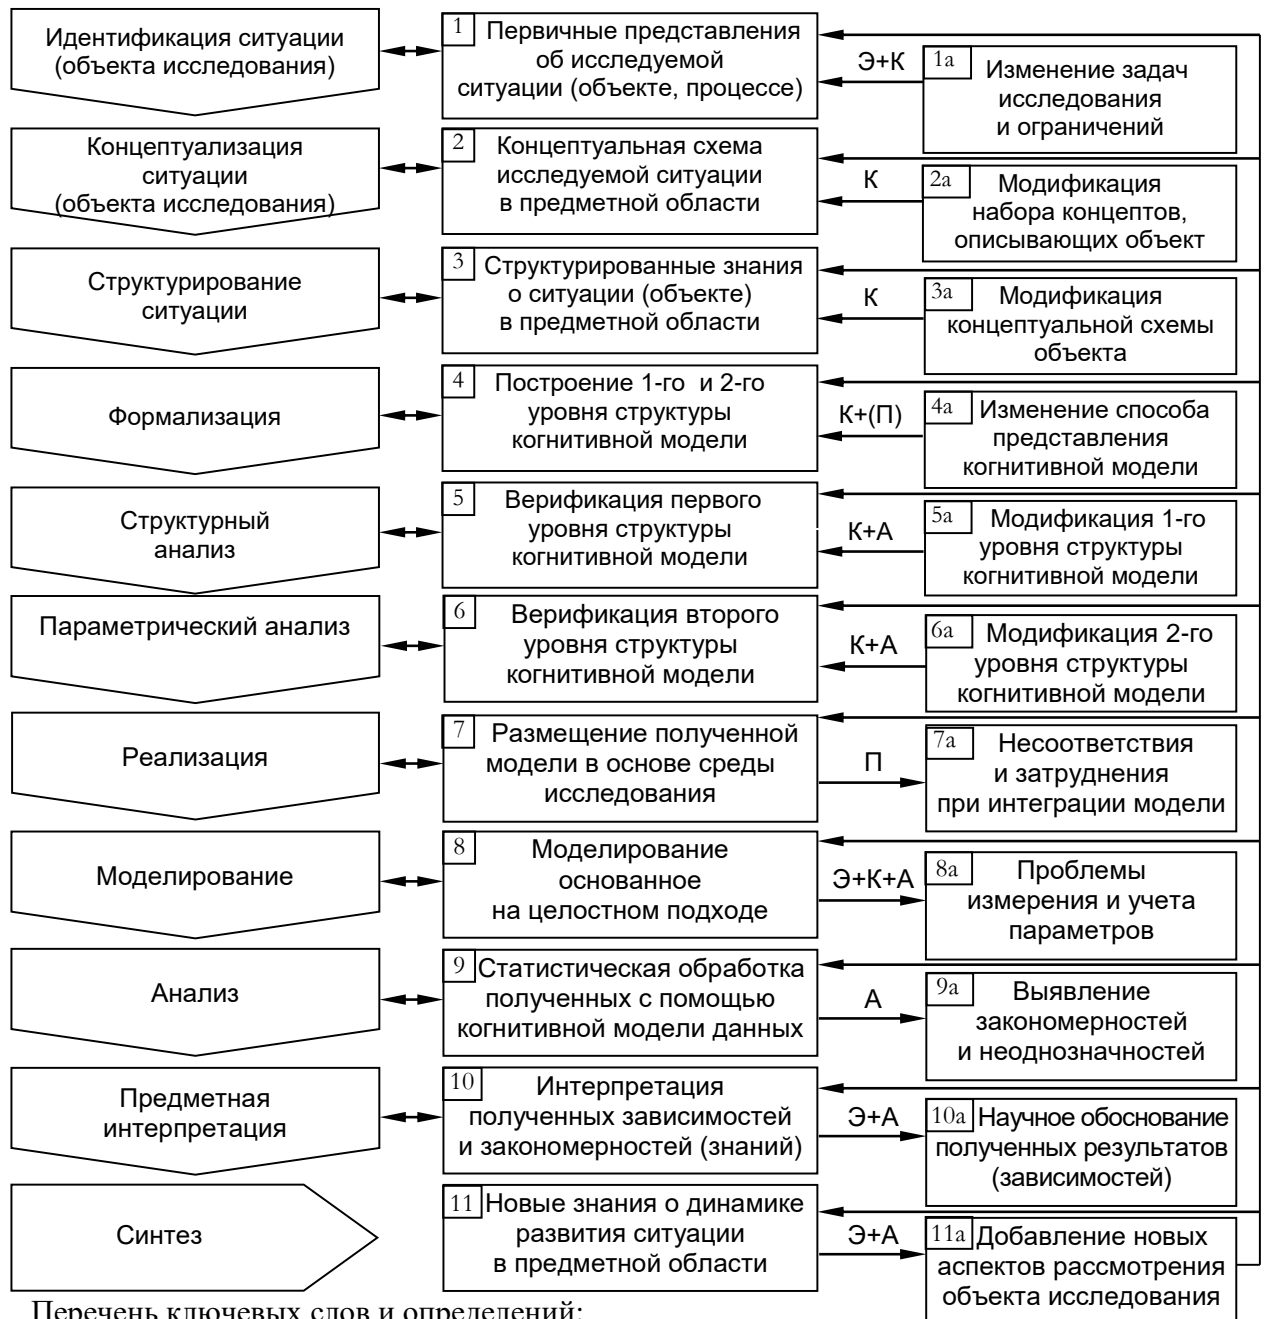 Идентификация ситуации
(объекта исследования)
1 Первичные представления
об исследуемой
ситуации (объекте, процессе)
Э+К
1а Изменение задач
исследования
и ограничений
Концептуализация
ситуации
(объекта исследования)
2 Концептуальная схема
исследуемой ситуации
в предметной области
К
2а Модификация
набора концептов,
описывающих объект
Структурирование
ситуации
3 Структурированные знания
о ситуации (объекте)
в предметной области
К
3а Модификация
концептуальной схемы
объекта
Формализация
4 Построение 1-го и 2-го
уровня структуры
когнитивной модели
К+(П)
4а Изменение способа
представления
когнитивной модели
Структурный
анализ
5 Верификация первого
уровня структуры
когнитивной модели
К+А
5а Модификация 1-го
уровня структуры
когнитивной модели
Параметрический анализ
6 Верификация второго
уровня структуры
когнитивной модели
К+А
6а Модификация 2-го
уровня структуры
когнитивной модели
Реализация
7 Размещение полученной
модели в основе среды
исследования
П
7а Несоответствия
и затруднения
при интеграции модели
Моделирование
8 Моделирование
основанное
на целостном подходе
Э+К+А
8а Проблемы
измерения и учета
параметров
Анализ
9 Статистическая обработка
полученных с помощью
когнитивной модели данных
А
9а Выявление
закономерностей
и неоднозначностей
Предметная
интерпретация
10 Интерпретация
полученных зависимостей
и закономерностей (знаний)
Э+А
10а Научное обоснование
полученных результатов
(зависимостей)
Синтез
11 Новые знания о динамике
развития ситуации
в предметной области
Э+А
11а Добавление новых
аспектов рассмотрения
объекта исследования
Перечень ключевых слов и определений: